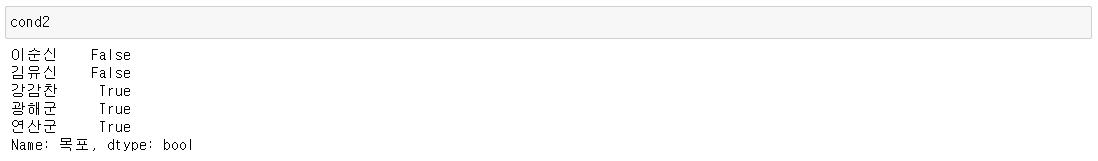 cond2
이순신    False
김유신    False
강감찬     True
광해군     True
연산군     True
Name: 목포, dtype: bool